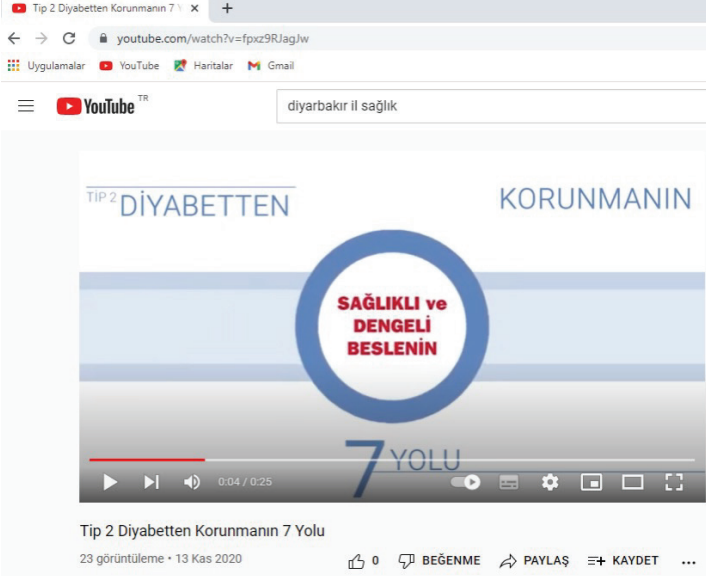 Tip 2 Diyabetten Korunmanın 7
youtube.com/watch?v=fpxz9RJagJw
Uygulamalar YouTube Haritalar Gmail
YouTube TR diyarbakır il sağlık
TİP 2 DİYABETTEN KORUNMANIN
SAĞLIKLI ve
DENGELİ
BESLENİN
7 YOLU
0:04 / 0:25
Tip 2 Diyabetten Korunmanın 7 Yolu
23 görüntüleme • 13 Kas 2020 0 BEĞENME PAYLAŞ KAYDET